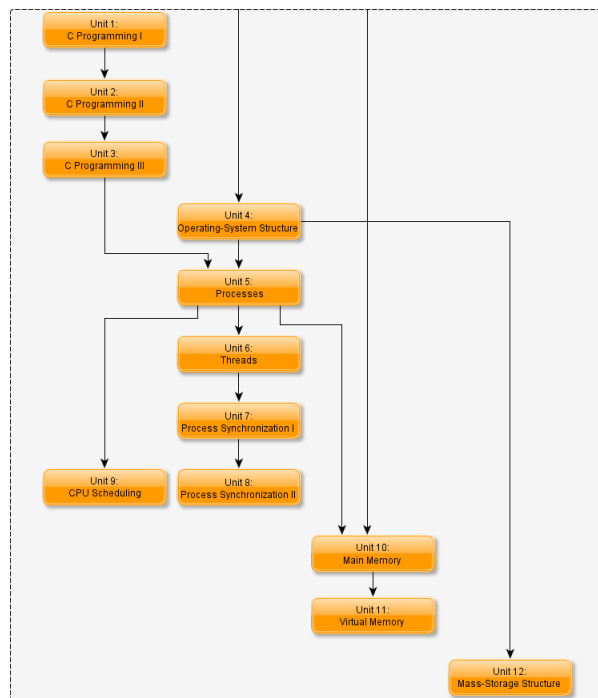 Unit 1:
C Programming I
Unit 2:
C Programming II
Unit 3:
C Programming III
Unit 4:
Operating-System Structure
Unit 5:
Processes
Unit 6:
Threads
Unit 7:
Process Synchronization I
Unit 9:
CPU Scheduling
Unit 8:
Process Synchronization II
Unit 10:
Main Memory
Unit 11:
Virtual Memory
Unit 12:
Mass-Storage Structure